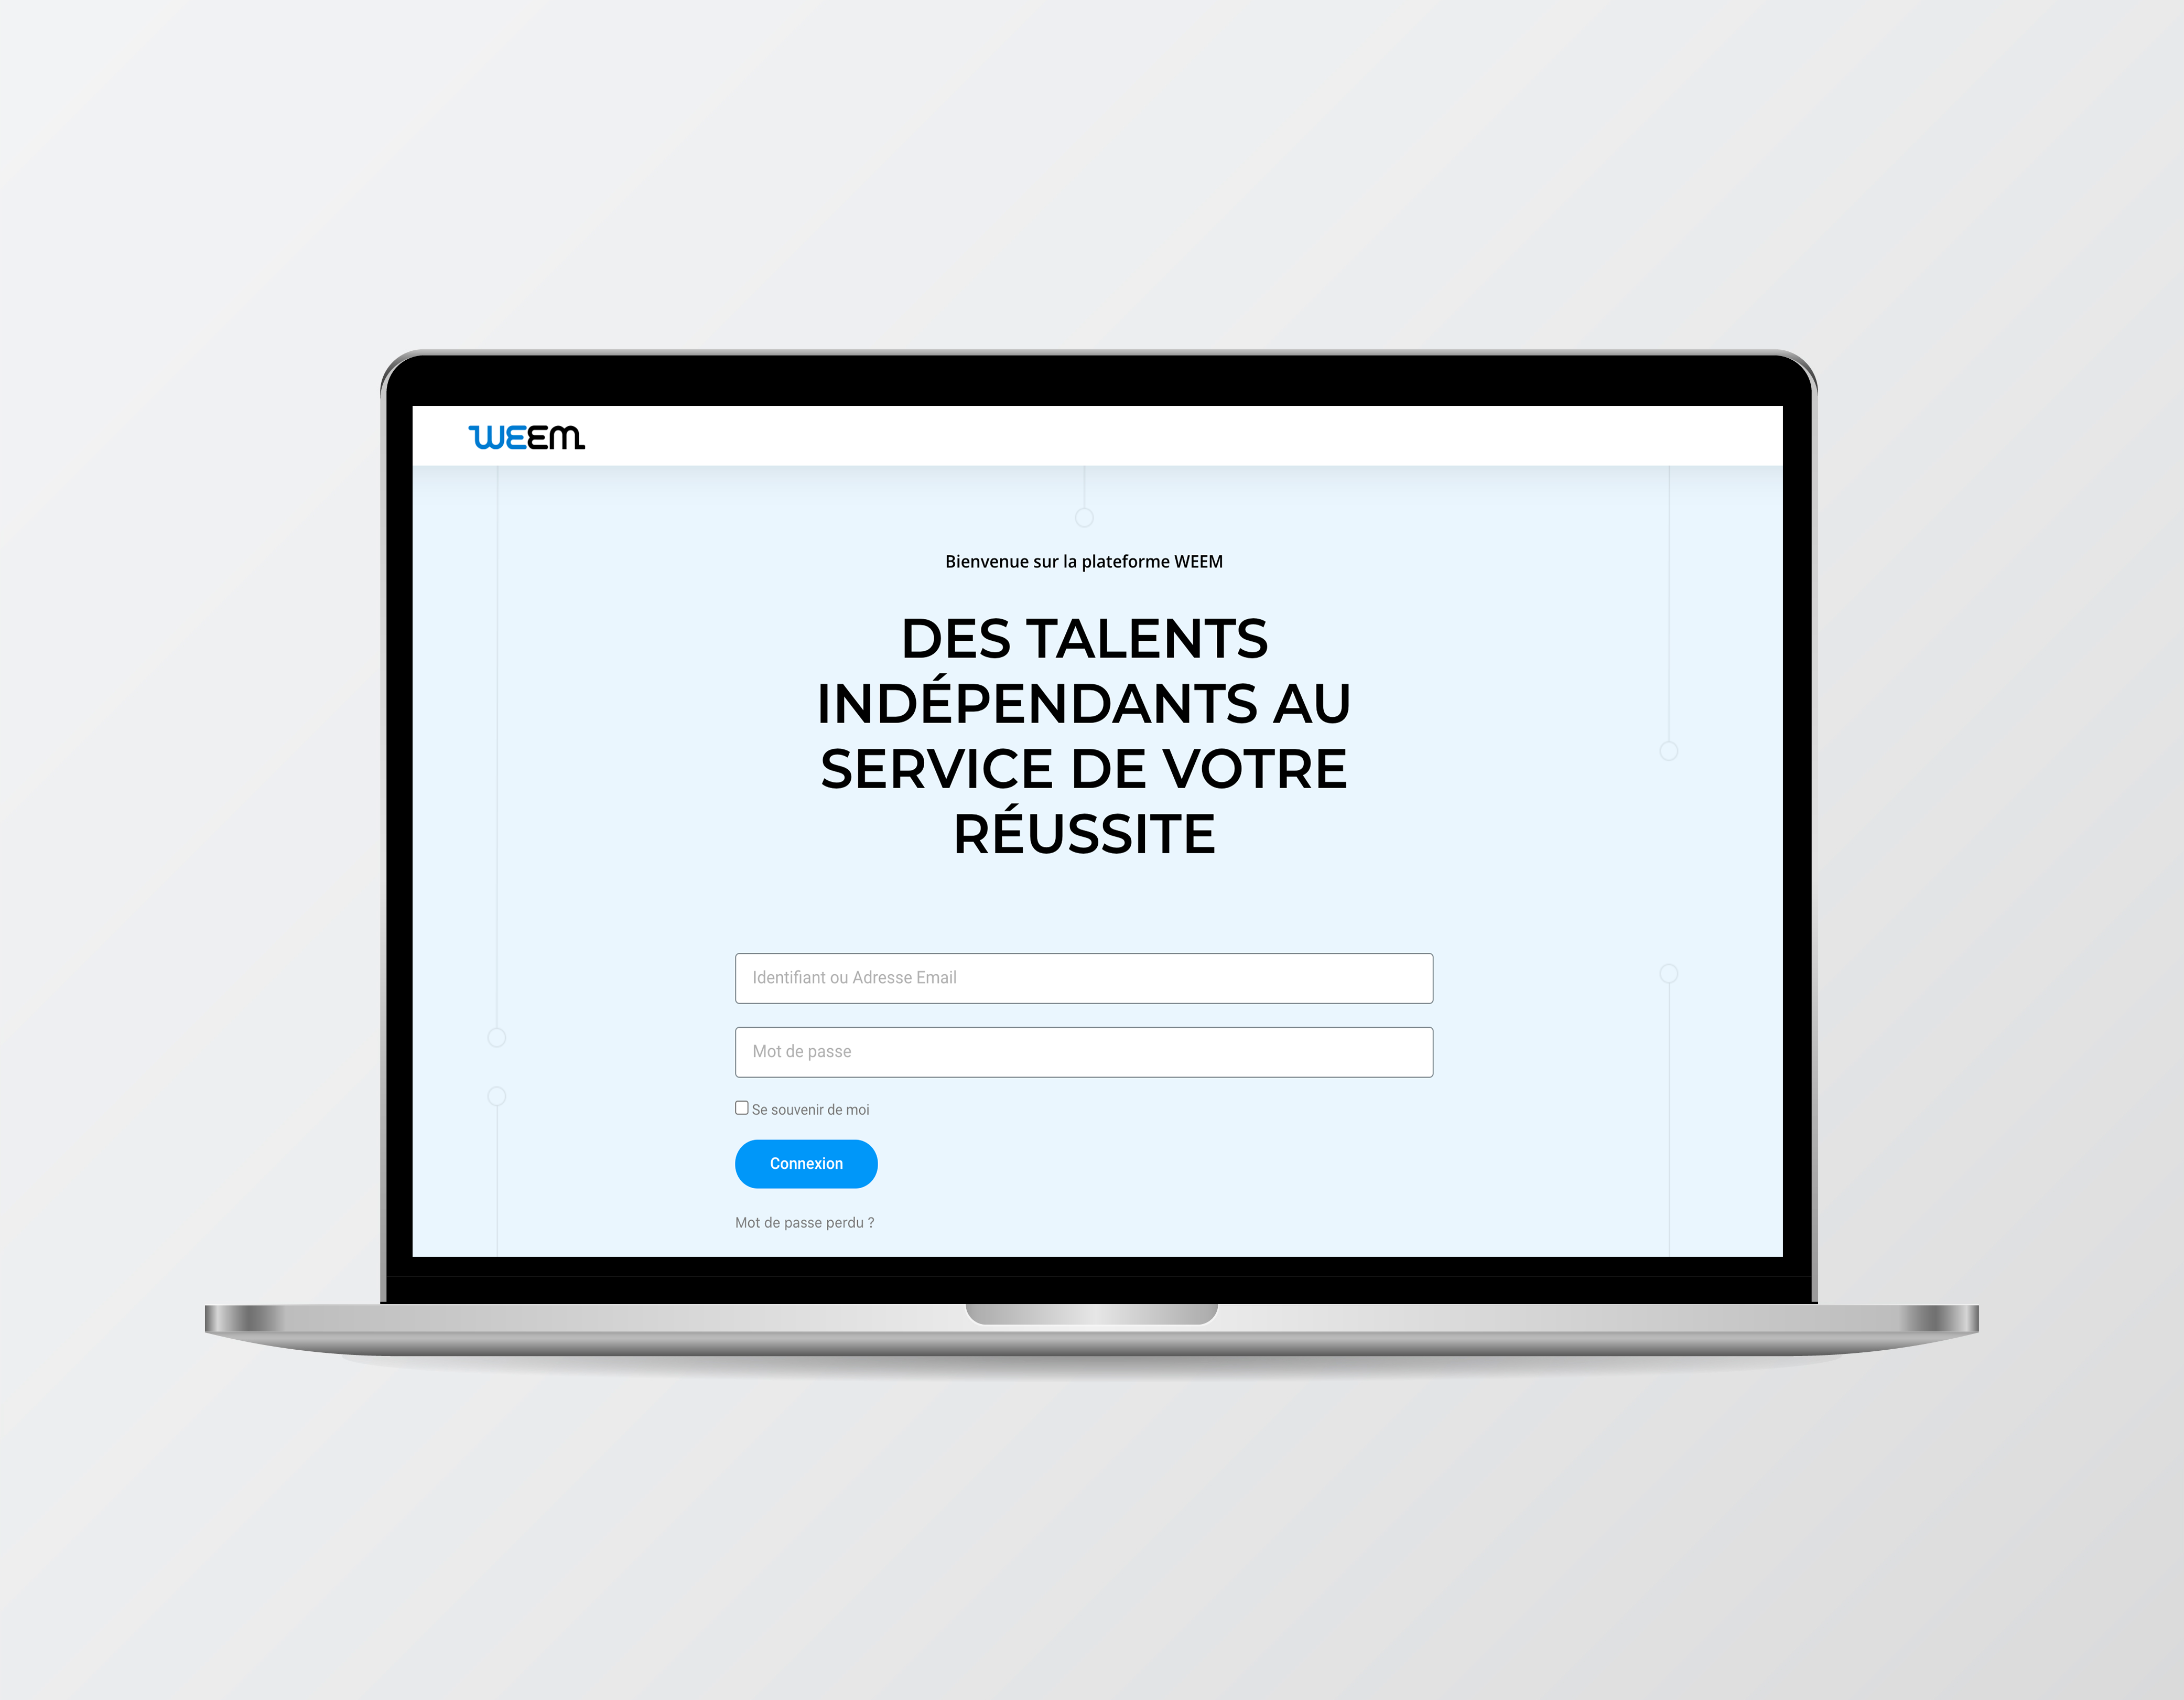 WEEM
Bienvenue sur la plateforme WEEM
DES TALENTS
INDÉPENDANTS AU
SERVICE DE VOTRE
RÉUSSITE
Identifiant ou Adresse Email
Mot de passe
Se souvenir de moi
Connexion
Mot de passe perdu ?